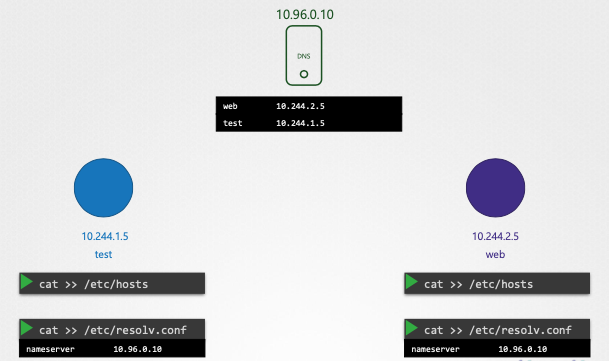 10.96.0.10
DNS
web 10.244.2.5
test 10.244.1.5
10.244.1.5
test
cat >> /etc/hosts
cat >> /etc/resolv.conf
nameserver 10.96.0.10
10.244.2.5
web
cat >> /etc/hosts
cat >> /etc/resolv.conf
nameserver 10.96.0.10